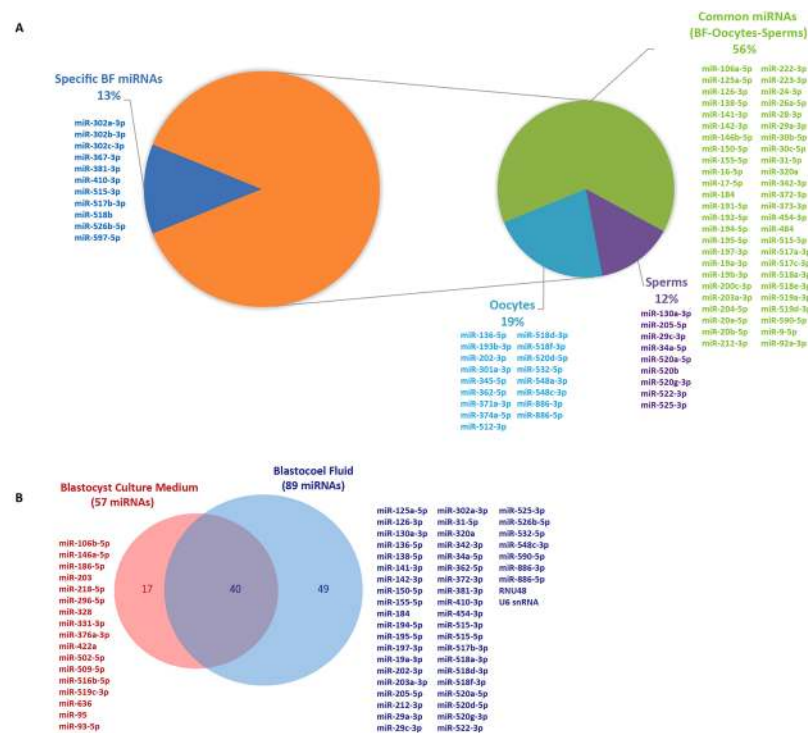 A
Specific BF miRNAs
13%
miR-302a-3p
miR-302b-3p
miR-302c-3p
miR-367-3p
miR-381-3p
miR-410-3p
miR-515-3p
miR-517b-3p
miR-518b
miR-526b-5p
miR-597-5p
Common miRNAs
(BF-Oocytes-Sperms)
56%
miR-106a-5p miR-222-3p
miR-125a-5p miR-223-3p
miR-126-3p miR-24-3p
miR-138-5p miR-26a-5p
miR-141-3p miR-28-3p
miR-142-3p miR-29a-3p
miR-146b-5p miR-30b-5p
miR-150-5p miR-30c-5p
miR-155-5p miR-31-5p
miR-16-5p miR-320a
miR-17-5p miR-342-3p
miR-184 miR-372-3p
miR-191-5p miR-373-3p
miR-192-5p miR-454-3p
miR-194-5p miR-484
miR-195-5p miR-515-5p
miR-197-3p miR-517a-3p
miR-19a-3p miR-517c-3p
miR-19b-3p miR-518a-3p
miR-200c-3p miR-518e-3p
miR-203a-3p miR-519a-3p
miR-204-5p miR-519d-3p
miR-20a-5p miR-590-5p
miR-20b-5p miR-9-5p
miR-212-3p miR-92a-3p
Oocytes
19%
miR-136-5p miR-518d-3p
miR-193b-3p miR-518f-3p
miR-202-3p miR-520d-5p
miR-301a-3p miR-532-5p
miR-345-5p miR-548a-3p
miR-362-5p miR-548c-3p
miR-371a-3p miR-886-3p
miR-374a-5p miR-886-5p
miR-512-3p
Sperms
12%
miR-130a-3p
miR-205-5p
miR-29c-3p
miR-34a-5p
miR-520a-5p
miR-520b
miR-520g-3p
miR-522-3p
miR-525-3p
B
Blastocyst Culture Medium
(57 miRNAs)
Blastocoel Fluid
(89 miRNAs)
miR-106b-5p
miR-146a-5p
miR-186-5p
miR-203
miR-218-5p
miR-296-5p
miR-328
miR-331-3p
miR-376a-3p
miR-422a
miR-502-5p
miR-509-5p
miR-516b-5p
miR-519c-3p
miR-636
miR-95
miR-93-5p
17 40 49
miR-125a-5p miR-302a-3p miR-525-3p
miR-126-3p miR-31-5p miR-526b-5p
miR-130a-3p miR-320a miR-532-5p
miR-136-5p miR-342-3p miR-548c-3p
miR-138-5p miR-34a-5p miR-590-5p
miR-141-3p miR-362-5p miR-886-3p
miR-142-3p miR-372-3p miR-886-5p
miR-150-5p miR-381-3p RNU48
miR-155-5p miR-410-3p U6 snRNA
miR-184 miR-454-3p
miR-194-5p miR-515-3p
miR-195-5p miR-515-5p
miR-197-3p miR-517b-3p
miR-19a-3p miR-518a-3p
miR-202-3p miR-518d-3p
miR-203a-3p miR-518f-3p
miR-205-5p miR-520a-5p
miR-212-3p miR-520d-5p
miR-29a-3p miR-520g-3p
miR-29c-3p miR-522-3p